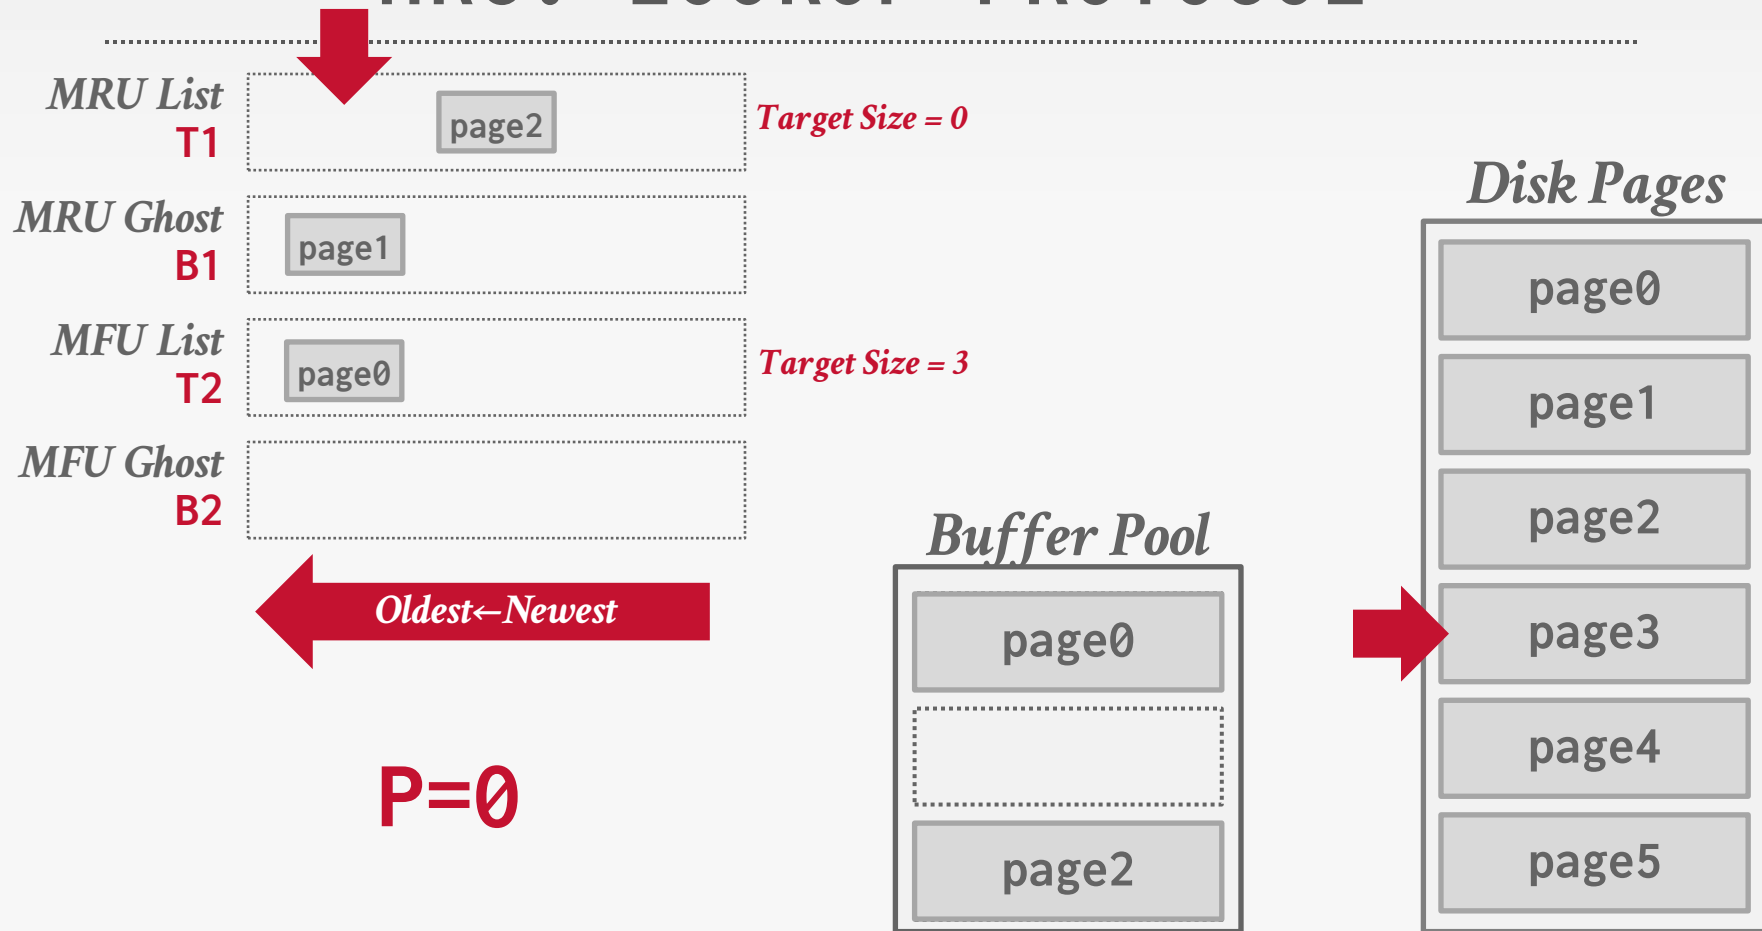 MRU List
T1
page2
Target Size = 0
MRU Ghost
B1
page1
MFU List
T2
page0
Target Size = 3
MFU Ghost
B2
Oldest←Newest
P=0
Buffer Pool
page0
page2
Disk Pages
page0
page1
page2
page3
page4
page5